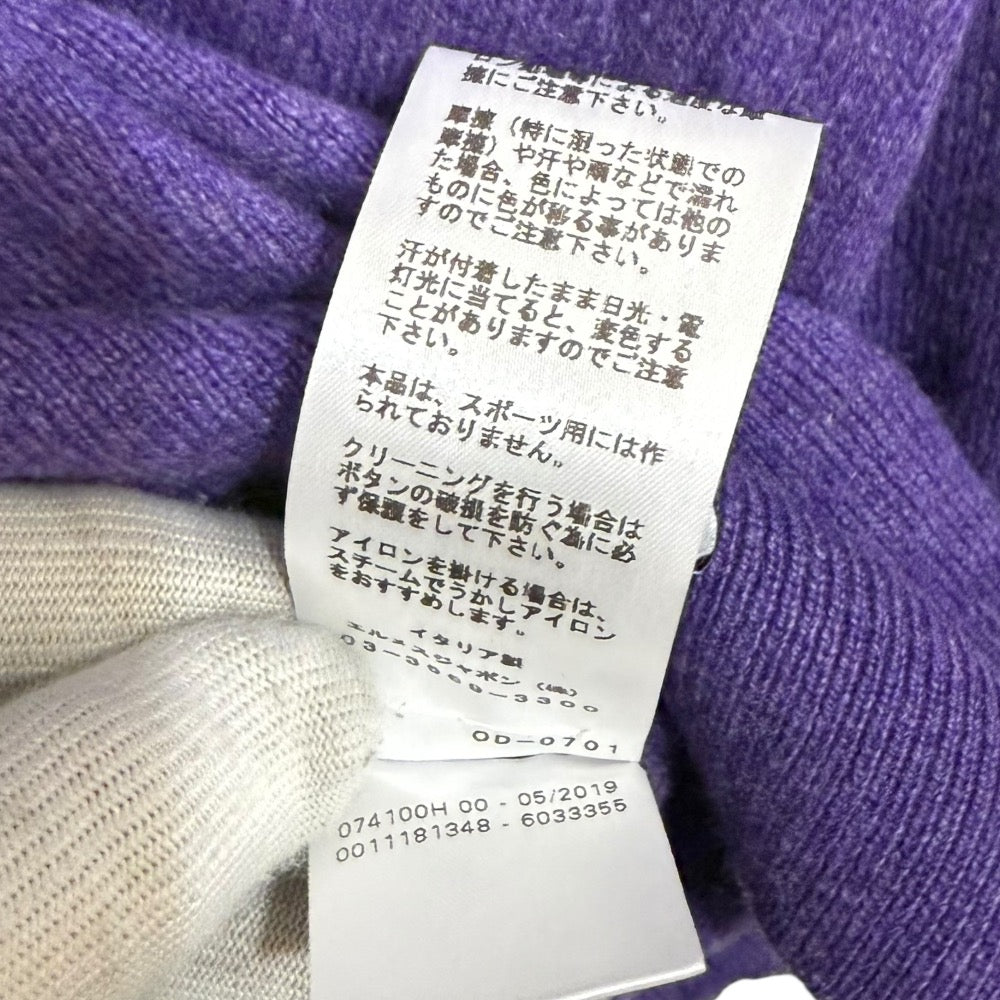 擦にご注意下さい。
摩擦（特に湿った状態での
摩擦）や汗や雨などで濡れ
た場合、色によっては他の
ものに色が移る事がありま
すのでご注意下さい。
汗が付着したまま日光・電
灯光に当てると、変色する
ことがありますのでご注意
下さい。
本品は、スポーツ用には作
られておりません。
クリーニングを行う場合は
ボタンの破損を防ぐ為に必
ず保護をして下さい。
アイロンを掛ける場合は、
スチームでうかしアイロン
をおすすめします。
イタリア製
エルメスジャポン（株）
03-3569-3300
OD-0701
074100H 00 - 05/2019
0011181348 - 6033355